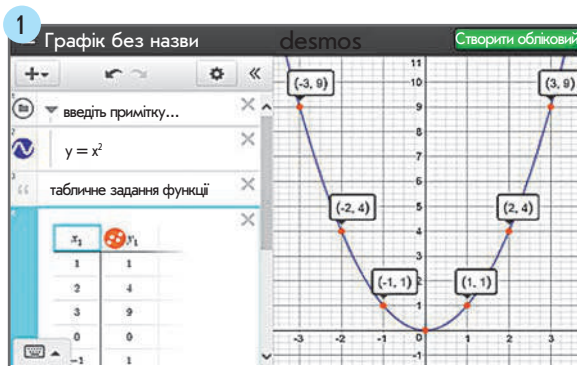 1
Графік без назви desmos Створити обліковий
введіть примітку...
y = x²
табличне задання функції
x₁ y₁
1 1
2 4
3 9
0 0
-1 1
11
10
9
8
7
6
5
4
3
2
1
0
-1
-3 -2 -1 1 2 3
(-3, 9) (3, 9)
(-2, 4) (2, 4)
(-1, 1) (1, 1)